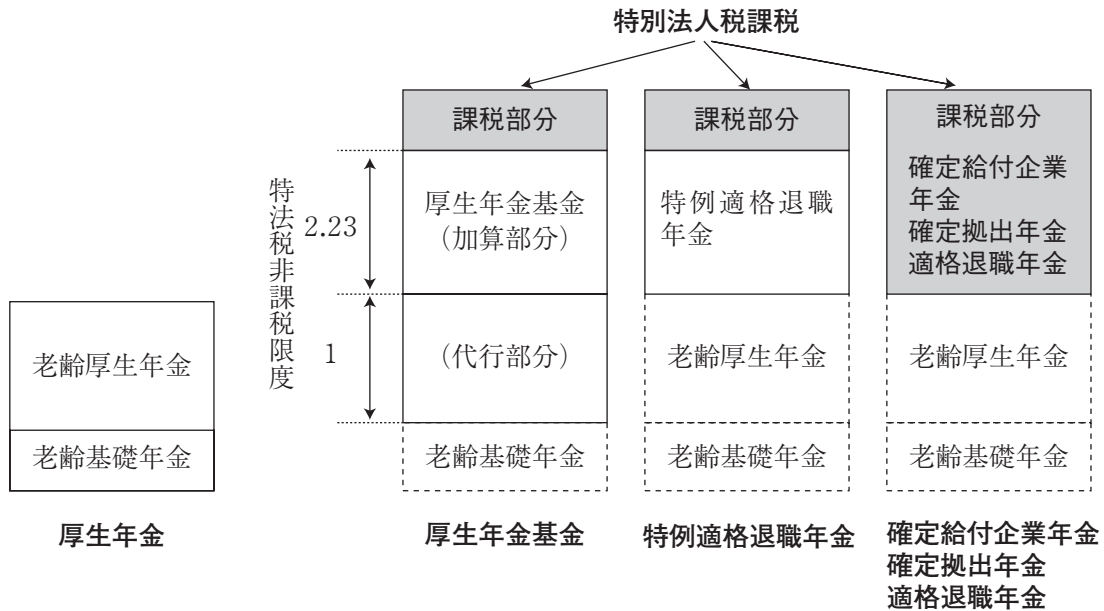 特別法人税課税
課税部分
課税部分
課税部分
特法税非課税限度
2.23
厚生年金基金
（加算部分）
特例適格退職
年金
確定給付企業
年金
確定拠出年金
適格退職年金
老齢厚生年金
1
（代行部分）
老齢厚生年金
老齢厚生年金
老齢基礎年金
老齢基礎年金
老齢基礎年金
老齢基礎年金
厚生年金
厚生年金基金
特例適格退職年金
確定給付企業年金
確定拠出年金
適格退職年金